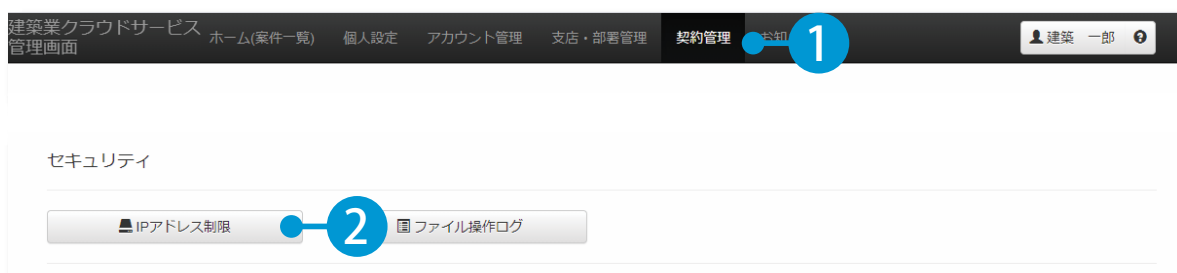 建築業クラウドサービス
管理画面
ホーム(案件一覧) 個人設定 アカウント管理 支店・部署管理 契約管理 お知
1
建築 一郎
セキュリティ
IPアドレス制限
2
ファイル操作ログ